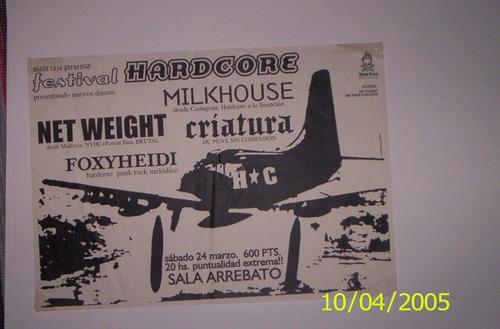 mala raza presenta:
festival HARDCORE
presentando nuevos discos:
MILKHOUSE
desde Cartagena, Hardcore a lo Snapcase
NET WEIGHT
desde Mallorca, NYHC+Poison Idea, BRUTAL
criatura
HC PUNX SIN COMPASION
FOXYHEIDI
hardcore punk rock melódico
H★C
sábado 24 marzo. 600 PTS.
20 hs. puntualidad extrema!!
SALA ARREBATO
Mala Raza
10/04/2005